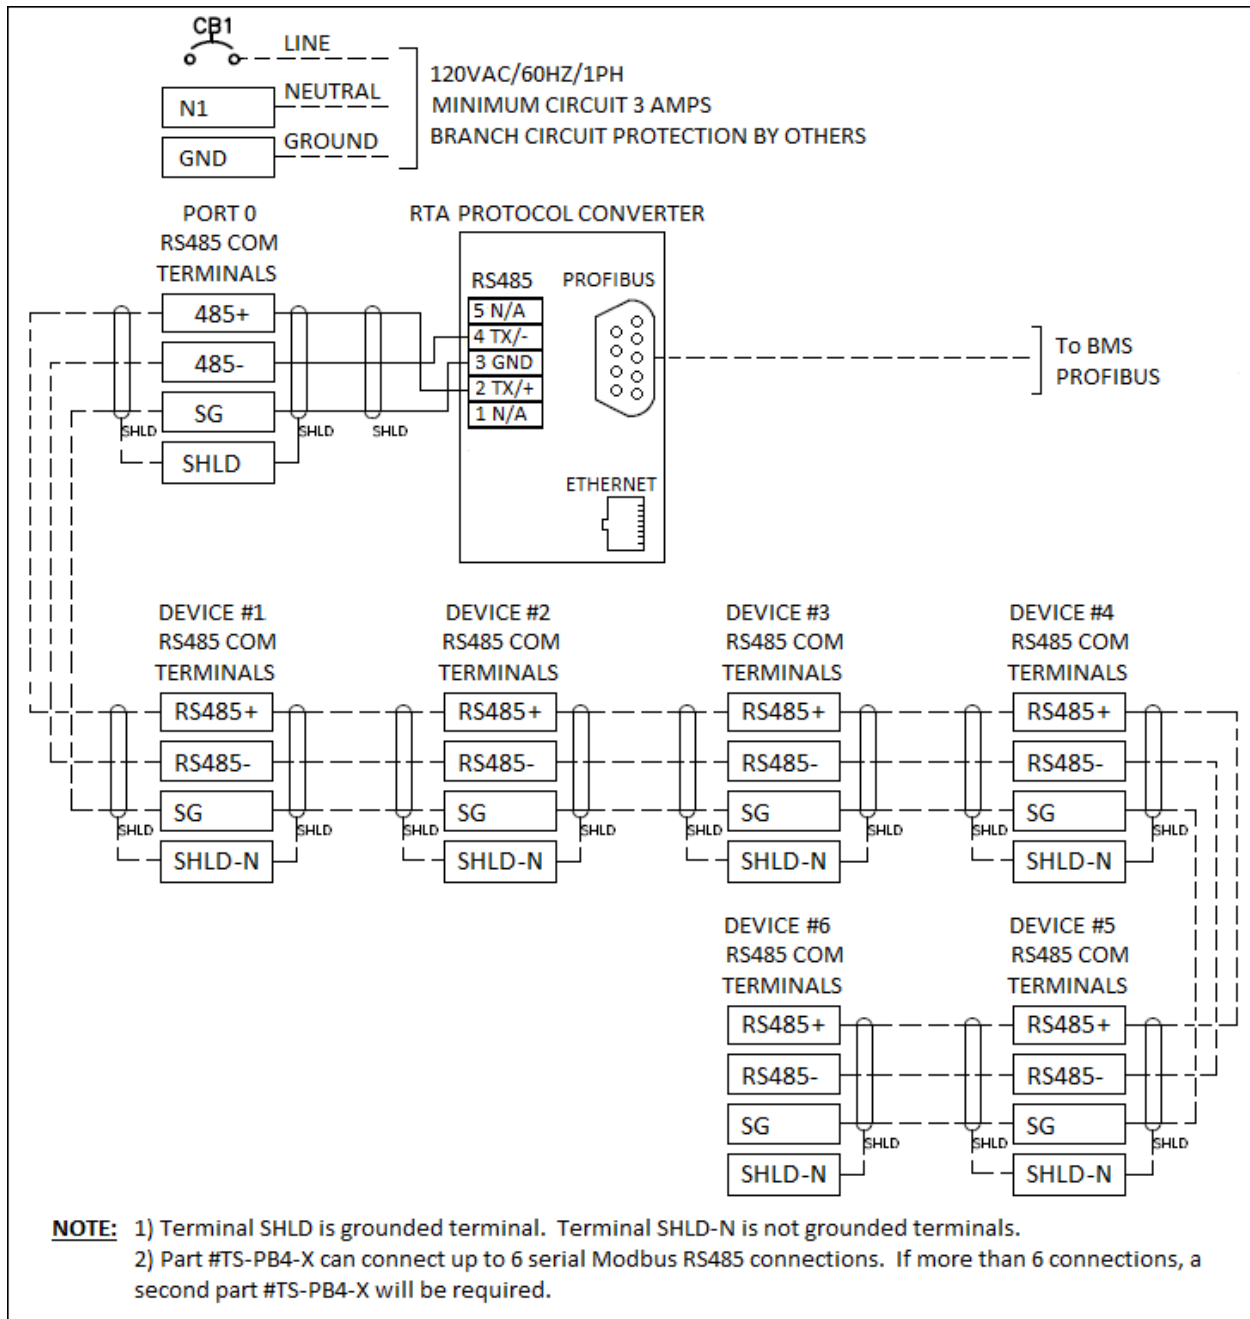 CB1
LINE
N1
NEUTRAL
GND
GROUND
120VAC/60HZ/1PH
MINIMUM CIRCUIT 3 AMPS
BRANCH CIRCUIT PROTECTION BY OTHERS
PORT 0
RS485 COM
TERMINALS
485+
485-
SG
SHLD
SHLD
SHLD
SHLD
RTA PROTOCOL CONVERTER
RS485
5 N/A
4 TX/-
3 GND
2 TX/+
1 N/A
PROFIBUS
ETHERNET
To BMS
PROFIBUS
DEVICE #1
RS485 COM
TERMINALS
RS485+
RS485-
SG
SHLD
SHLD
SHLD-N
DEVICE #2
RS485 COM
TERMINALS
RS485+
RS485-
SG
SHLD
SHLD
SHLD-N
DEVICE #3
RS485 COM
TERMINALS
RS485+
RS485-
SG
SHLD
SHLD
SHLD-N
DEVICE #4
RS485 COM
TERMINALS
RS485+
RS485-
SG
SHLD
SHLD
SHLD-N
DEVICE #6
RS485 COM
TERMINALS
RS485+
RS485-
SG
SHLD
SHLD-N
DEVICE #5
RS485 COM
TERMINALS
RS485+
RS485-
SG
SHLD
SHLD
SHLD-N
NOTE: 1) Terminal SHLD is grounded terminal. Terminal SHLD-N is not grounded terminals.
2) Part #TS-PB4-X can connect up to 6 serial Modbus RS485 connections. If more than 6 connections, a
second part #TS-PB4-X will be required.